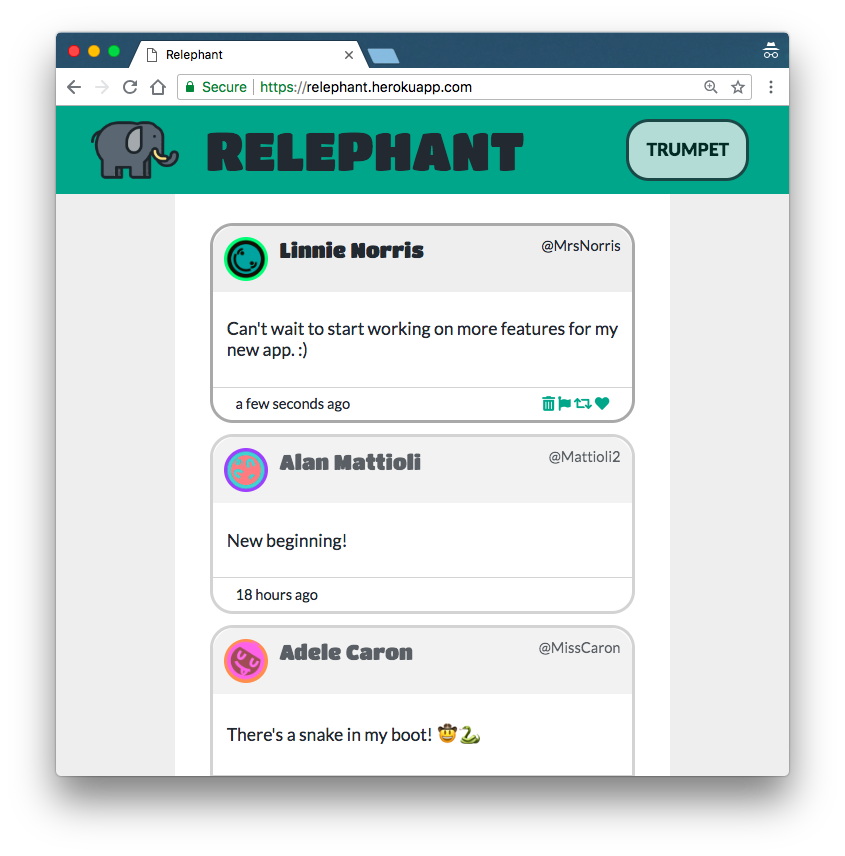 Relephant
Secure | https://relephant.herokuapp.com
RELEPHANT
TRUMPET
Linnie Norris
@MrsNorris
Can't wait to start working on more features for my
new app. :)
a few seconds ago
Alan Mattioli
@Mattioli2
New beginning!
18 hours ago
Adele Caron
@MissCaron
There's a snake in my boot! 🤠🐍